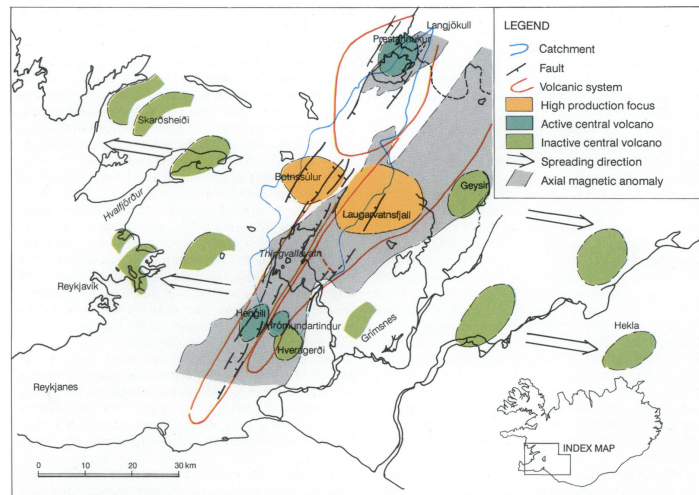 Langjökull
Prestahnúkur
Skarðsheiði
Hvalfjörður
Botnssúlur
Geysir
Laugarvatnsfjall
Thingvallavatn
Reykjavík
Hengill
Hrómundartindur
Grímsnes
Hveragerði
Hekla
Reykjanes
LEGEND
Catchment
Fault
Volcanic system
High production focus
Active central volcano
Inactive central volcano
Spreading direction
Axial magnetic anomaly
INDEX MAP
0 10 20 30 km